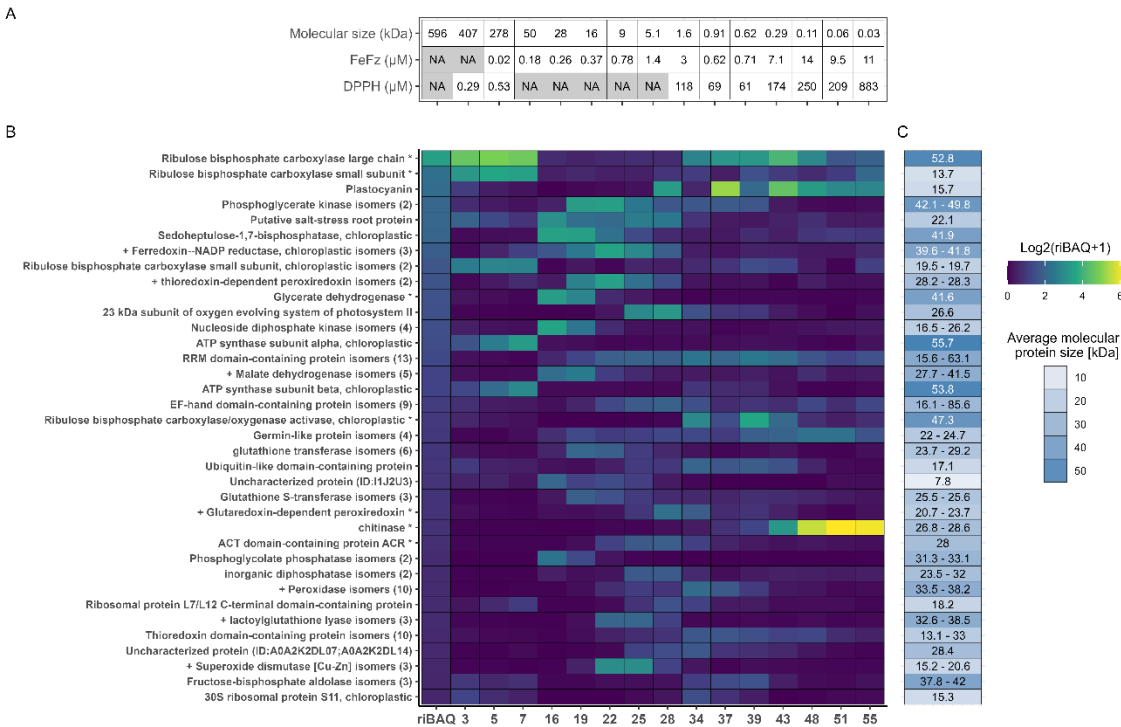 A
Molecular size (kDa) 596 407 278 50 28 16 9 5.1 1.6 0.91 0.62 0.29 0.11 0.06 0.03
FeFz (µM) NA NA 0.02 0.18 0.26 0.37 0.78 1.4 3 0.62 0.71 7.1 14 9.5 11
DPPH (µM) NA 0.29 0.53 NA NA NA NA NA 118 69 61 174 250 209 883
B C
Ribulose bisphosphate carboxylase large chain * 52.8
Ribulose bisphosphate carboxylase small subunit * 13.7
Plastocyanin 15.7
Phosphoglycerate kinase isomers (2) 42.1 - 49.8
Putative salt-stress root protein 22.1
Sedoheptulose-1,7-bisphosphatase, chloroplastic 41.9
+ Ferredoxin--NADP reductase, chloroplastic isomers (3) 39.6 - 41.8
Ribulose bisphosphate carboxylase small subunit, chloroplastic isomers (2) 19.5 - 19.7
+ thioredoxin-dependent peroxiredoxin isomers (2) 28.2 - 28.3
Glycerate dehydrogenase * 41.6
23 kDa subunit of oxygen evolving system of photosystem II 26.6
Nucleoside diphosphate kinase isomers (4) 16.5 - 26.2
ATP synthase subunit alpha, chloroplastic 55.7
RRM domain-containing protein isomers (13) 15.6 - 63.1
+ Malate dehydrogenase isomers (5) 27.7 - 41.5
ATP synthase subunit beta, chloroplastic 53.8
EF-hand domain-containing protein isomers (9) 16.1 - 85.6
Ribulose bisphosphate carboxylase/oxygenase activase, chloroplastic * 47.3
Germin-like protein isomers (4) 22 - 24.7
glutathione transferase isomers (6) 23.7 - 29.2
Ubiquitin-like domain-containing protein 17.1
Uncharacterized protein (ID:I1J2U3) 7.8
Glutathione S-transferase isomers (3) 25.5 - 25.6
+ Glutaredoxin-dependent peroxiredoxin * 20.7 - 23.7
chitinase * 26.8 - 28.6
ACT domain-containing protein ACR * 28
Phosphoglycolate phosphatase isomers (2) 31.3 - 33.1
inorganic diphosphatase isomers (2) 23.5 - 32
+ Peroxidase isomers (10) 33.5 - 38.2
Ribosomal protein L7/L12 C-terminal domain-containing protein 18.2
+ lactoylglutathione lyase isomers (3) 32.6 - 38.5
Thioredoxin domain-containing protein isomers (10) 13.1 - 33
Uncharacterized protein (ID:A0A2K2DL07;A0A2K2DL14) 28.4
+ Superoxide dismutase [Cu-Zn] isomers (3) 15.2 - 20.6
Fructose-bisphosphate aldolase isomers (3) 37.8 - 42
30S ribosomal protein S11, chloroplastic 15.3
riBAQ 3 5 7 16 19 22 25 28 34 37 39 43 48 51 55
Log2(riBAQ+1)
0 2 4 6
Average molecular
protein size [kDa]
10
20
30
40
50